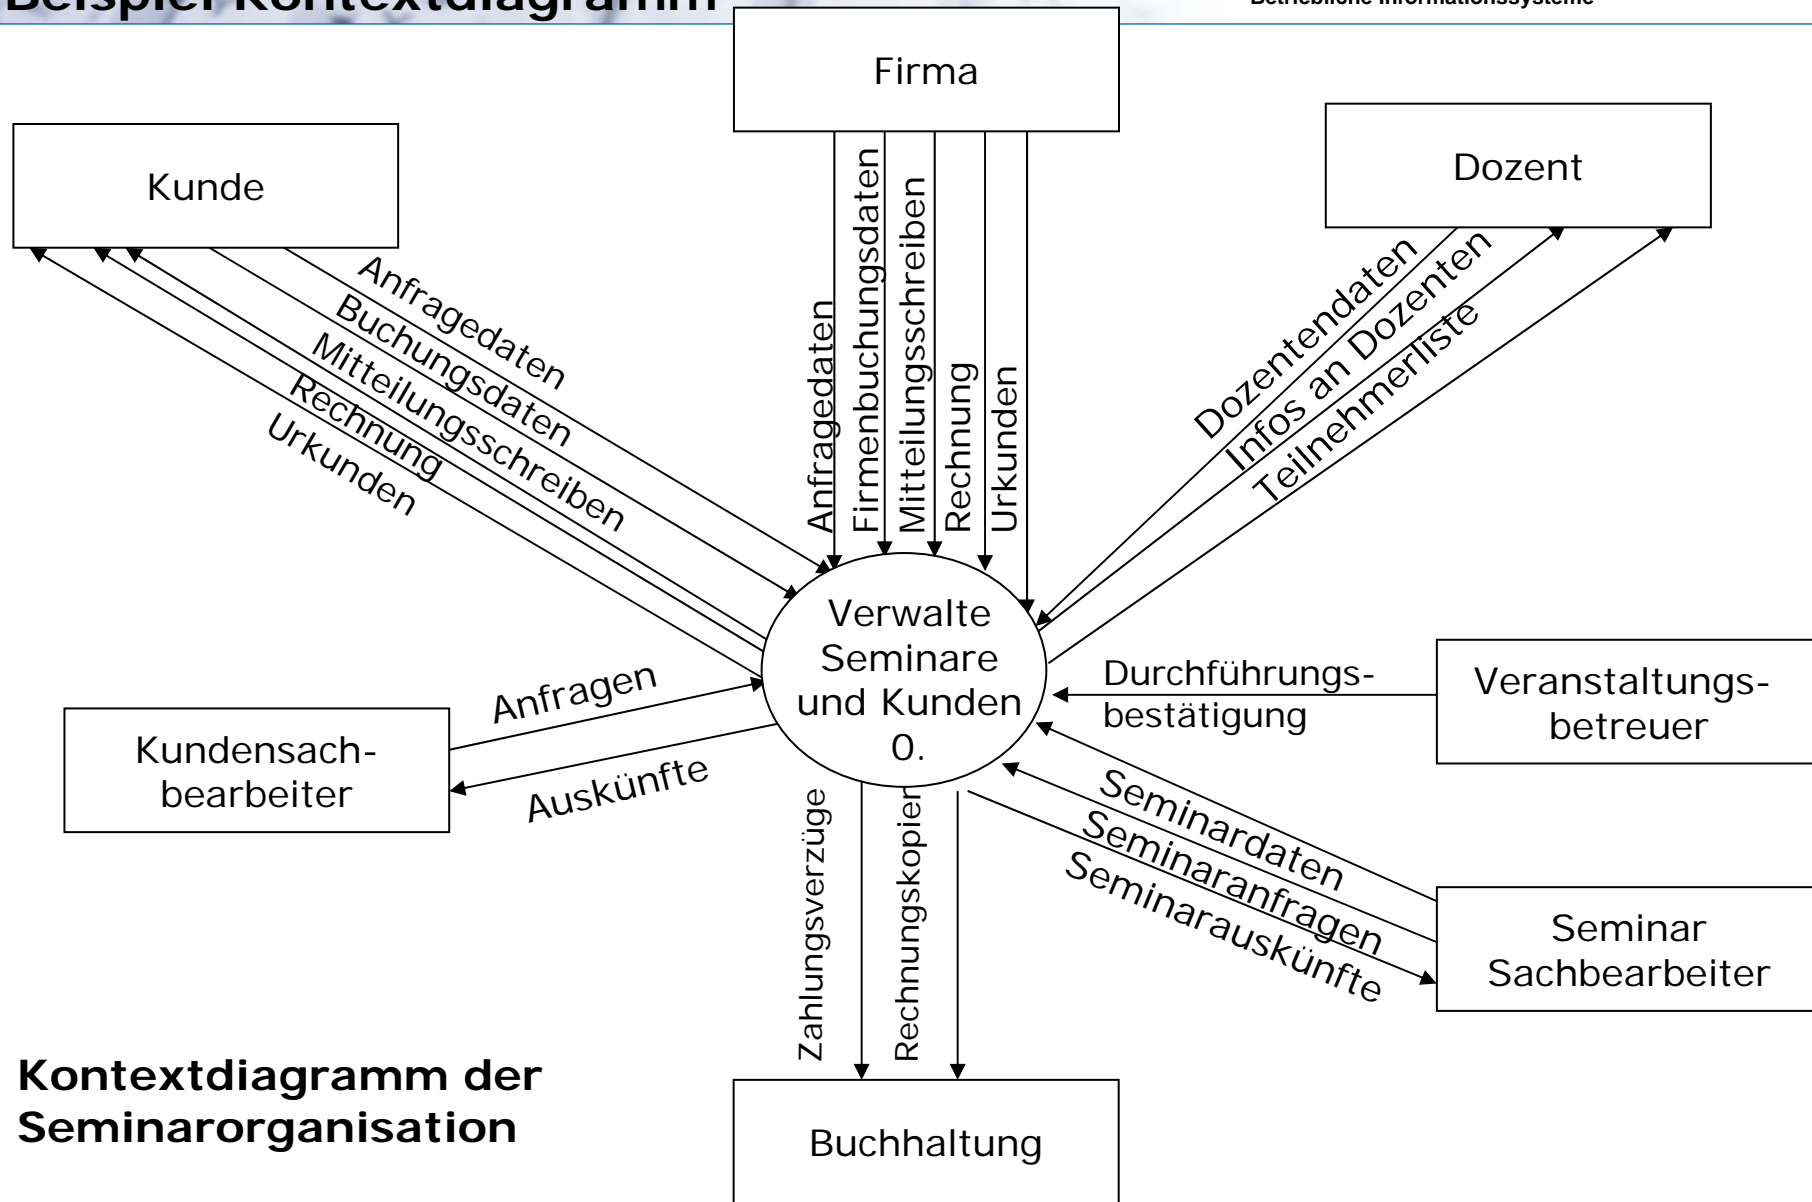 Beispiel Kontextdiagramm
Betriebliche Informationssysteme
Firma
Kunde
Dozent
Anfragedaten
Buchungsdaten
Mitteilungsschreiben
Rechnung
Urkunden
Anfragedaten
Firmenbuchungsdaten
Mitteilungsschreiben
Rechnung
Urkunden
Dozentendaten
Infos an Dozenten
Teilnehmerliste
Verwalte
Seminare
und Kunden
0.
Anfragen
Auskünfte
Kundensach-
bearbeiter
Durchführungs-
bestätigung
Veranstaltungs-
betreuer
Seminardaten
Seminaranfragen
Seminarauskünfte
Seminar
Sachbearbeiter
Zahlungsverzüge
Rechnungskopien
Buchhaltung
Kontextdiagramm der
Seminarorganisation